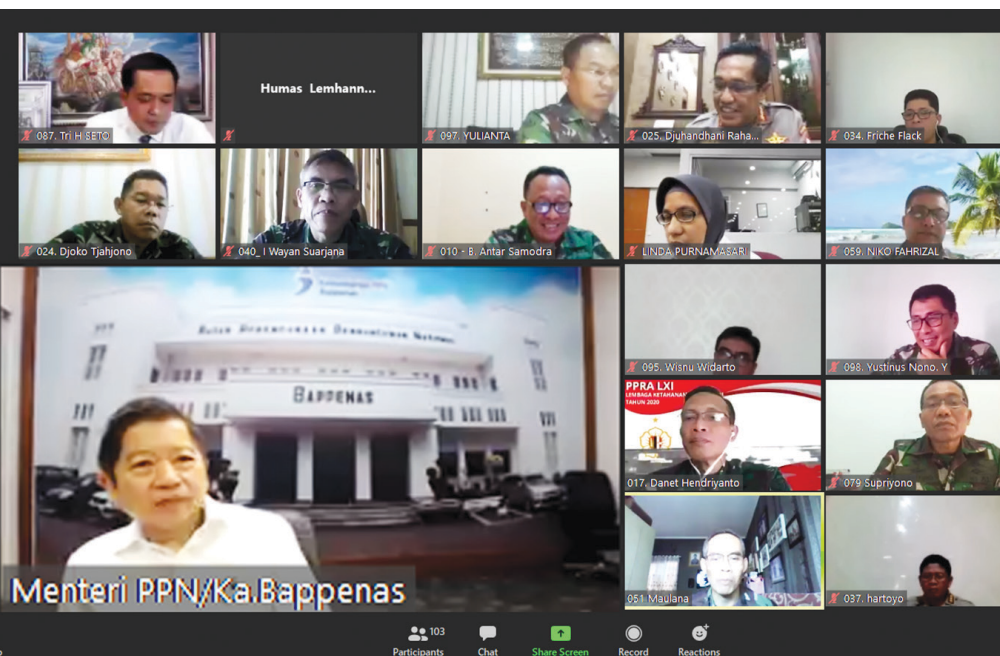 Humas Lemhann...
087. Tri H SETO
097. YULIANTA
025. Djuhandhani Raha...
034. Friche Flack
024. Djoko Tjahjono
040_ I Wayan Suarjana
010 - B. Antar Samodra
LINDA PURNAMASARI
059. NIKO FAHRIZAL
BAPPENAS
Menteri PPN/Ka.Bappenas
095. Wisnu Widarto
098. Yustinus Nono. Y
PPRA LXI
LEMBAGA KETAHANAN
TAHUN 2020
017. Danet Hendriyanto
079 Supriyono
051 Maulana
037. hartoyo
103
Participants
Chat
Share Screen
Record
Reactions